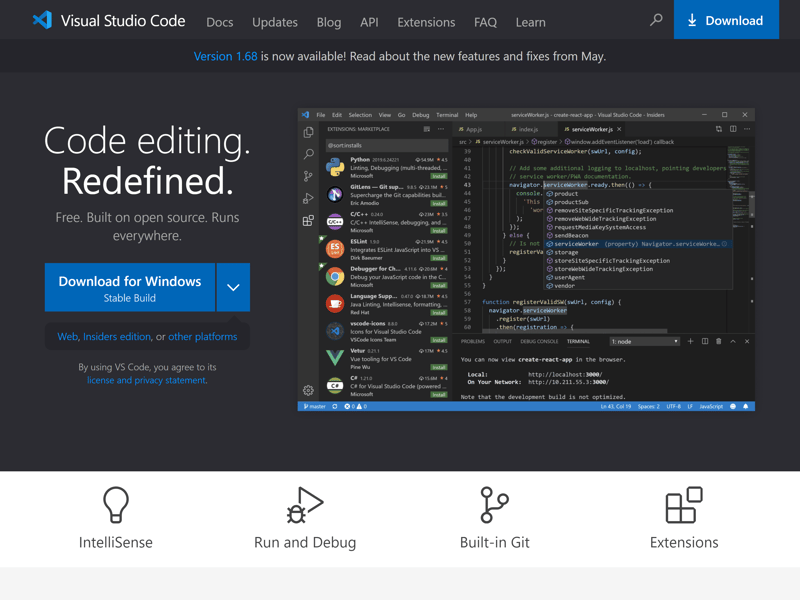 Visual Studio Code Docs Updates Blog API Extensions FAQ Learn Download
Version 1.68 is now available! Read about the new features and fixes from May.
Code editing.
Redefined.
Free. Built on open source. Runs
everywhere.
Download for Windows
Stable Build
Web, Insiders edition, or other platforms
By using VS Code, you agree to its
license and privacy statement.
File Edit Selection View Go Debug Terminal Help serviceWorker.js - create-react-app - Visual Studio Code - Insiders
EXTENSIONS: MARKETPLACE
@sort:installs
Python 2019.6.24221 54.9M 4.5
Linting, Debugging (multi-threaded, ...
Microsoft Install
GitLens — Git sup... 9.8.5 23.1M 5
Supercharge the Git capabilities buil...
Eric Amodio Install
C/C++ 0.24.0 23M 3.5
C/C++ IntelliSense, debugging, and...
Microsoft Install
ESLint 1.9.0 21.9M 4.5
Integrates ESLint JavaScript into VS ...
Dirk Baeumer Install
Debugger for Ch... 4.11.6 20.6M 4
Debug your JavaScript code in the C...
Microsoft Install
Language Supp... 0.47.0 18.7M 4.5
Java Linting, Intellisense, formatting, ...
Red Hat Install
vscode-icons 8.8.0 17.2M 5
Icons for Visual Studio Code
VSCode Icons Team Install
Vetur 0.21.1 17M 4.5
Vue tooling for VS Code
Pine Wu Install
C# 1.21.0 15.6M 4
C# for Visual Studio Code (powered ...
Microsoft Install
App.js index.js serviceWorker.js
src > serviceWorker.js > register > window.addEventListener('load') callback
39 checkValidServiceWorker(swUrl, config);
40
41 // Add some additional logging to localhost, pointing developers
42 // service worker/PWA documentation.
43 navigator.serviceWorker.ready.then(() => {
44 console.
45 'This
46 'wor
47 );
48 });
49 } else {
50 // Is not
51 registerVa
52 }
53 });
54 }
55 }
56
57 function registerValidSW(swUrl, config) {
58 navigator.serviceWorker
59 .register(swUrl)
60 .then(registration => {
product
productSub
removeSiteSpecificTrackingException
removeWebWideTrackingException
requestMediaKeySystemAccess
sendBeacon
serviceWorker (property) Navigator.serviceWorke...
storage
storeSiteSpecificTrackingException
storeWebWideTrackingException
userAgent
vendor
PROBLEMS OUTPUT DEBUG CONSOLE TERMINAL 1: node
You can now view create-react-app in the browser.
Local: http://localhost:3000/
On Your Network: http://10.211.55.3:3000/
Note that the development build is not optimized.
master 0 0 Ln 43, Col 19 Spaces: 2 UTF-8 LF JavaScript
IntelliSense
Run and Debug
Built-in Git
Extensions